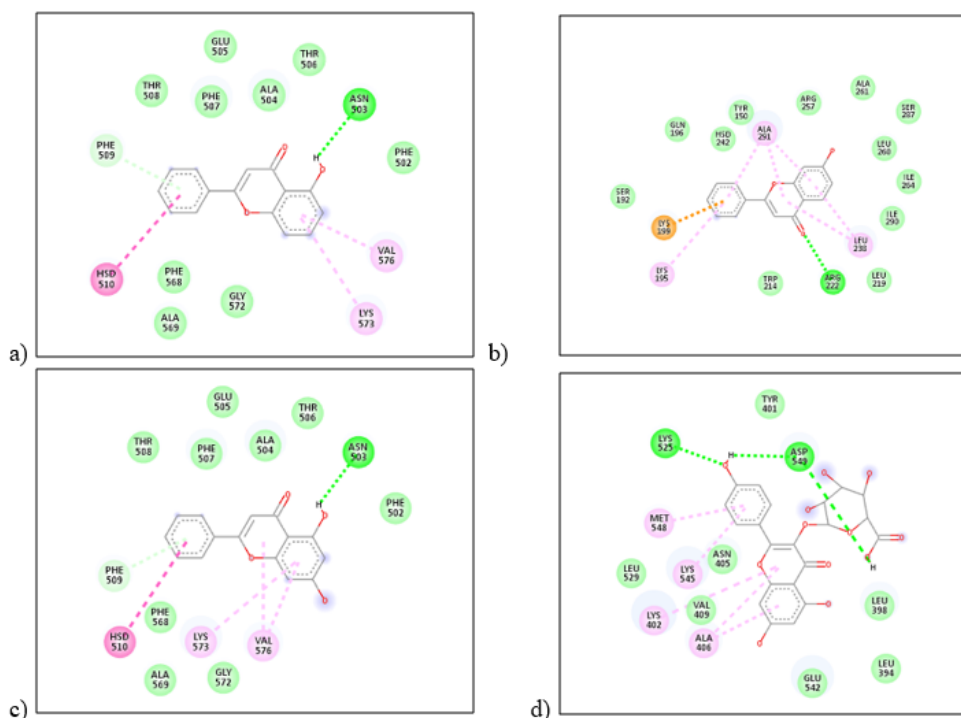 GLU
505
THR
506
THR
508
PHE
507
ALA
504
ASN
503
PHE
509
O
H
O
PHE
502
O
VAL
576
HSD
510
PHE
568
GLY
572
LYS
573
ALA
569
a)
ALA
261
ARG
257
TYR
150
SER
287
GLN
196
HSD
242
ALA
291
LEU
260
O
ILE
264
O
SER
192
ILE
290
LYS
199
O
LEU
238
LYS
195
TRP
214
ARG
222
LEU
219
b)
GLU
505
THR
506
THR
508
PHE
507
ALA
504
ASN
503
O
H
O
PHE
502
O
PHE
509
O
PHE
568
HSD
510
LYS
573
VAL
576
ALA
569
GLY
572
c)
TYR
401
LYS
525
H
O
ASP
549
O
O
O
MET
548
O
O
O
O
O
H
LYS
545
ASN
405
O
O
LEU
529
LYS
402
VAL
409
O
LEU
398
ALA
406
O
GLU
542
LEU
394
d)